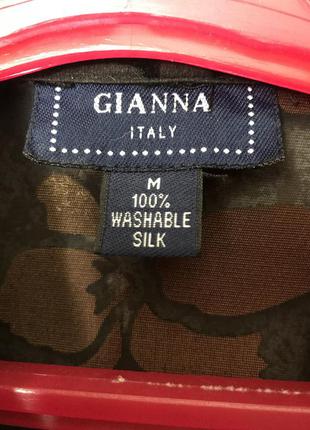 GIANNA
ITALY
M
100%
WASHABLE
SILK